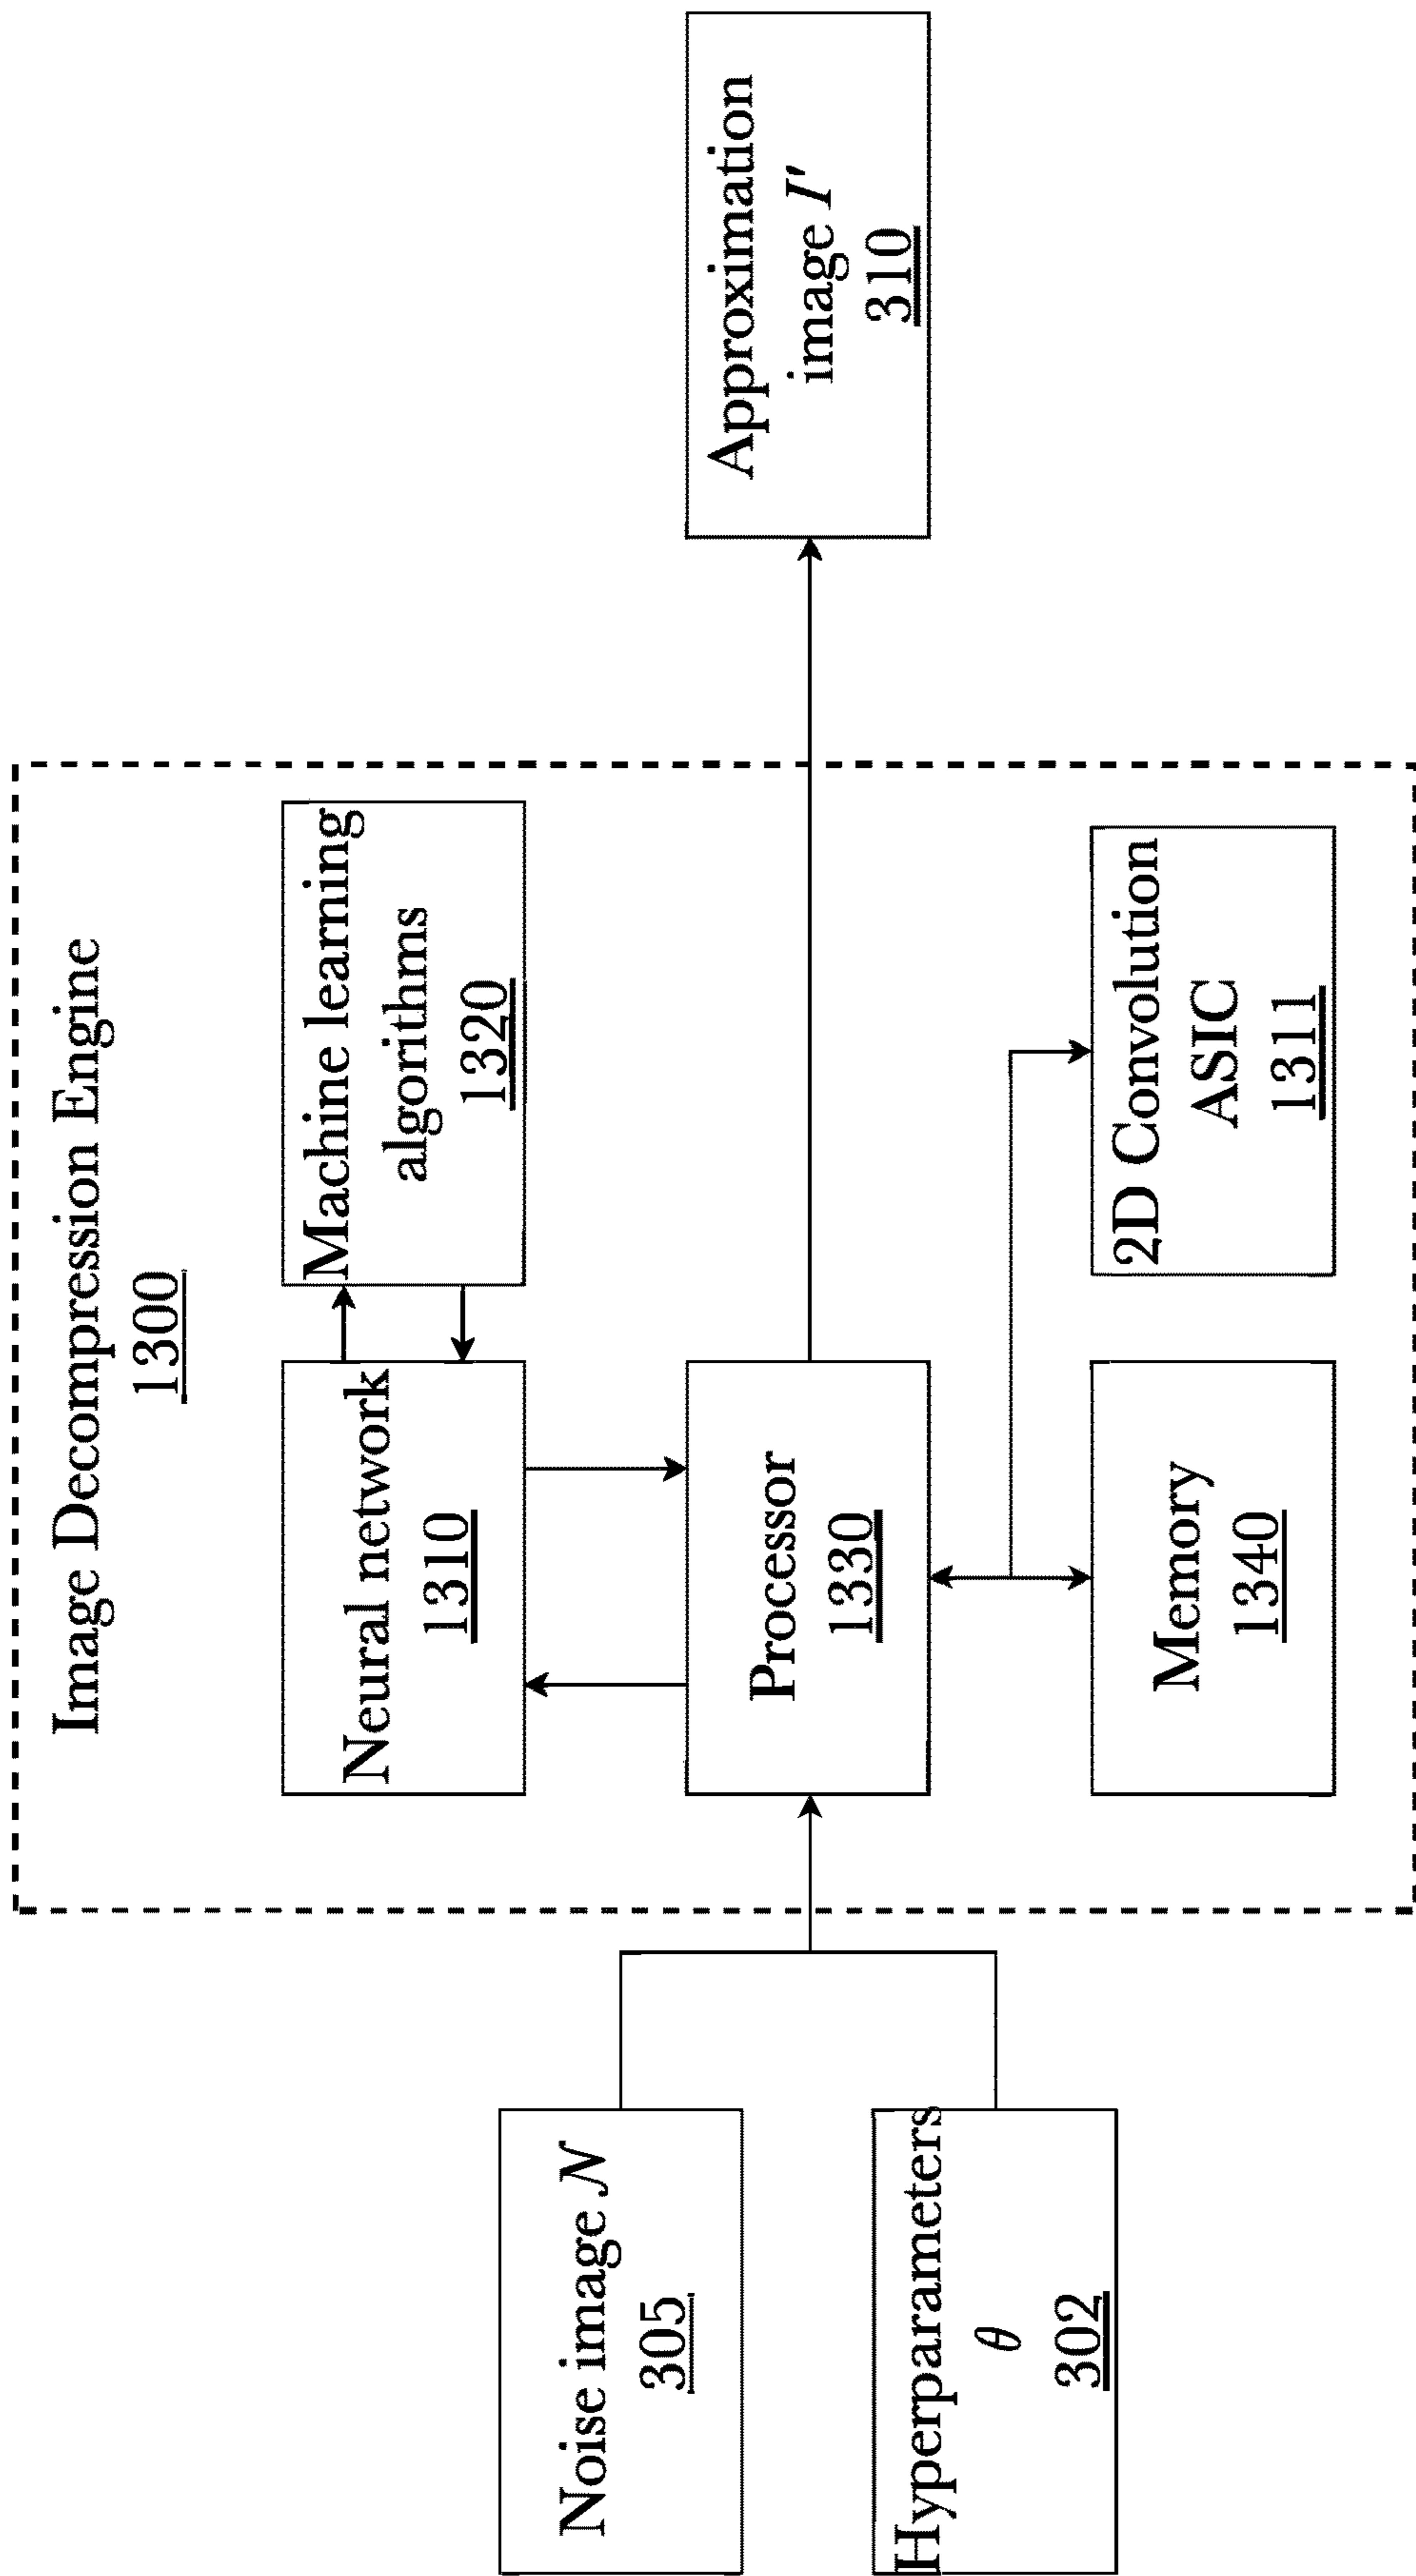 Image Decompression Engine
1300
Neural network
1310
Machine learning
algorithms
1320
Noise image 𝒩
305
Hyperparameters
θ
302
Processor
1330
Approximation
image I'
310
Memory
1340
2D Convolution
ASIC
1311